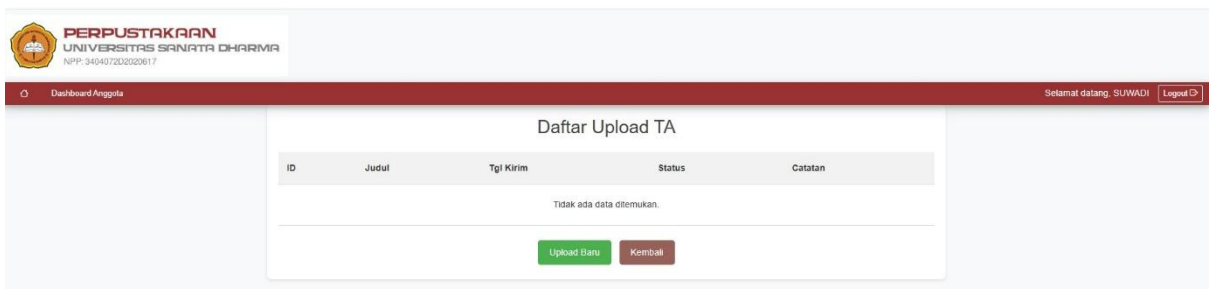 PERPUSTAKAAN
UNIVERSITAS SANATA DHARMA
NPP: 3404072D2020617
Dashboard Anggota
Selamat datang, SUWADI Logout
Daftar Upload TA
ID Judul Tgl Kirim Status Catatan
Tidak ada data ditemukan.
Upload Baru Kembali